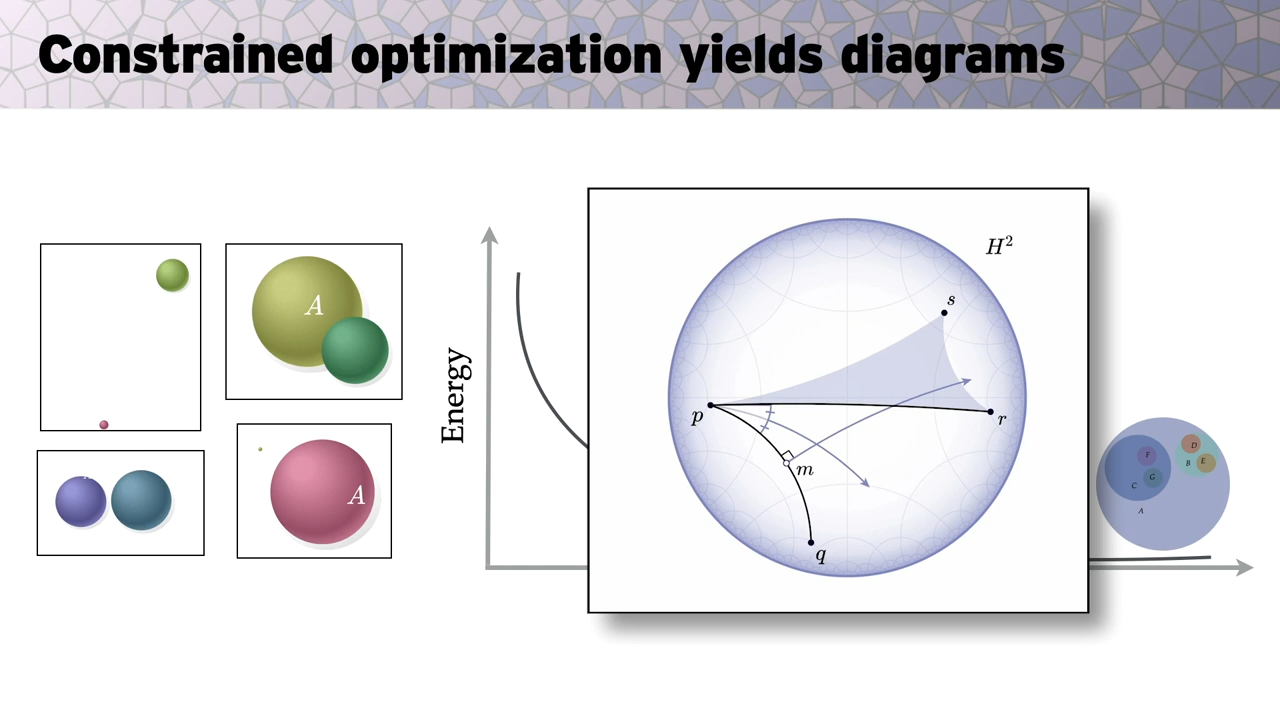 Constrained optimization yields diagrams
A
A
Energy
H²
s
p
r
m
q
F
G
C
A
D
B
E